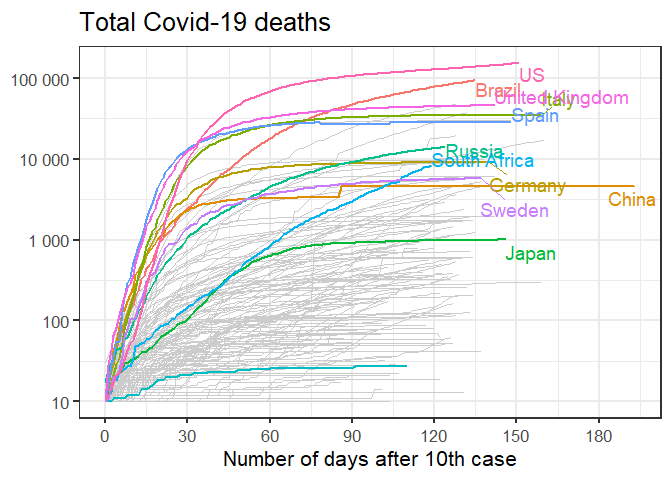 Total Covid-19 deaths
100 000
10 000
1 000
100
10
US
Brazil
United Kingdom
Italy
Spain
Russia
South Africa
Germany
China
Sweden
Japan
0 30 60 90 120 150 180
Number of days after 10th case